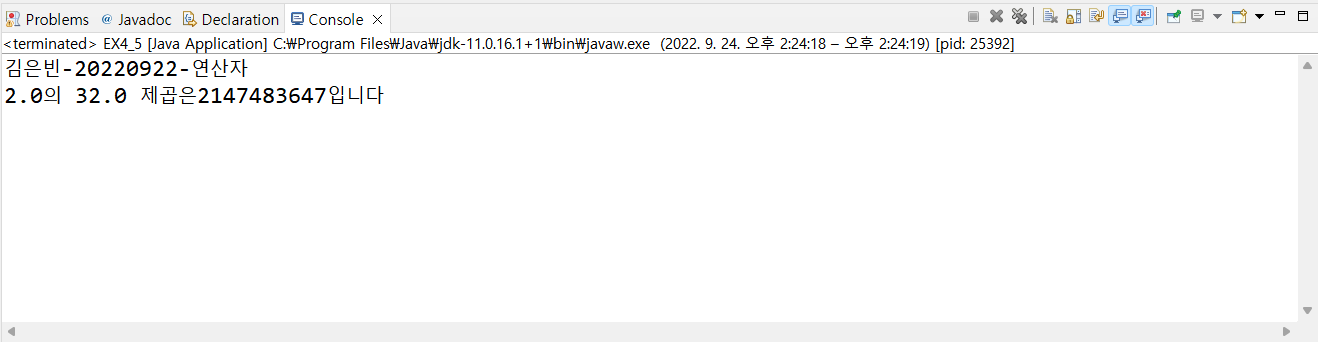 Problems @ Javadoc Declaration Console
<terminated> EX4_5 [Java Application] C:₩Program Files₩Java₩jdk-11.0.16.1+1₩bin₩javaw.exe (2022. 9. 24. 오후 2:24:18 – 오후 2:24:19) [pid: 25392]
김은빈-20220922-연산자
2.0의 32.0 제곱은2147483647입니다